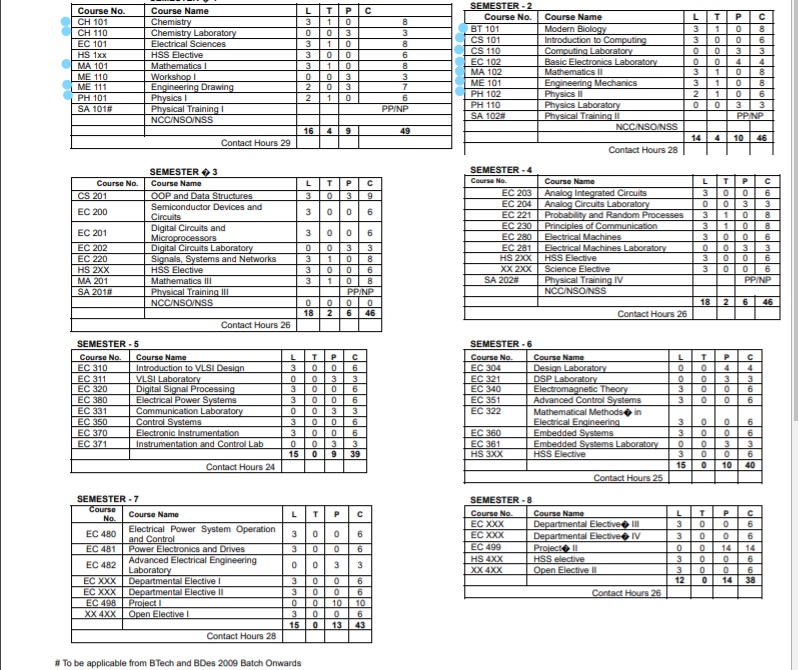 Course No. Course Name L T P C
CH 101 Chemistry 3 1 0 8
CH 110 Chemistry Laboratory 0 0 3 3
EC 101 Electrical Sciences 3 1 0 8
HS 1xx HSS Elective 3 0 0 6
MA 101 Mathematics I 3 1 0 8
ME 110 Workshop I 0 0 3 3
ME 111 Engineering Drawing 2 0 3 7
PH 101 Physics I 2 1 0 6
SA 101# Physical Training I PP/NP
NCC/NSO/NSS
16 4 9 49
Contact Hours 29
SEMESTER - 2
Course No. Course Name L T P C
BT 101 Modern Biology 3 1 0 8
CS 101 Introduction to Computing 3 0 0 6
CS 110 Computing Laboratory 0 0 3 3
EC 102 Basic Electronics Laboratory 0 0 4 4
MA 102 Mathematics II 3 1 0 8
ME 101 Engineering Mechanics 3 1 0 8
PH 102 Physics II 2 1 0 6
PH 110 Physics Laboratory 0 0 3 3
SA 102# Physical Training II PP/NP
NCC/NSO/NSS
14 4 10 46
Contact Hours 28
SEMESTER � 3
Course No. Course Name L T P C
CS 201 OOP and Data Structures 3 0 3 9
EC 200 Semiconductor Devices and
Circuits 3 0 0 6
EC 201 Digital Circuits and
Microprocessors 3 0 0 6
EC 202 Digital Circuits Laboratory 0 0 3 3
EC 220 Signals, Systems and Networks 3 1 0 8
HS 2XX HSS Elective 3 0 0 6
MA 201 Mathematics III 3 1 0 8
SA 201# Physical Training III PP/NP
NCC/NSO/NSS 0 0 0 0
18 2 6 46
Contact Hours 26
SEMESTER - 4
Course No. Course Name L T P C
EC 203 Analog Integrated Circuits 3 0 0 6
EC 204 Analog Circuits Laboratory 0 0 3 3
EC 221 Probability and Random Processes 3 1 0 8
EC 230 Principles of Communication 3 1 0 8
EC 280 Electrical Machines 3 0 0 6
EC 281 Electrical Machines Laboratory 0 0 3 3
HS 2XX HSS Elective 3 0 0 6
XX 2XX Science Elective 3 0 0 6
SA 202# Physical Training IV PP/NP
NCC/NSO/NSS
18 2 6 46
Contact Hours 26
SEMESTER - 5
Course No. Course Name L T P C
EC 310 Introduction to VLSI Design 3 0 0 6
EC 311 VLSI Laboratory 0 0 3 3
EC 320 Digital Signal Processing 3 0 0 6
EC 380 Electrical Power Systems 3 0 0 6
EC 331 Communication Laboratory 0 0 3 3
EC 350 Control Systems 3 0 0 6
EC 370 Electronic Instrumentation 3 0 0 6
EC 371 Instrumentation and Control Lab 0 0 3 3
15 0 9 39
Contact Hours 24
SEMESTER - 6
Course No. Course Name L T P C
EC 304 Design Laboratory 0 0 4 4
EC 321 DSP Laboratory 0 0 3 3
EC 340 Electromagnetic Theory 3 0 0 6
EC 351 Advanced Control Systems 3 0 0 6
EC 322 Mathematical Methods� in
Electrical Engineering 3 0 0 6
EC 360 Embedded Systems 3 0 0 6
EC 361 Embedded Systems Laboratory 0 0 3 3
HS 3XX HSS Elective 3 0 0 6
15 0 10 40
Contact Hours 25
SEMESTER - 7
Course
No. Course Name L T P C
EC 480 Electrical Power System Operation
and Control 3 0 0 6
EC 481 Power Electronics and Drives 3 0 0 6
EC 482 Advanced Electrical Engineering
Laboratory 0 0 3 3
EC XXX Departmental Elective I 3 0 0 6
EC XXX Departmental Elective II 3 0 0 6
EC 498 Project I 0 0 10 10
XX 4XX Open Elective I 3 0 0 6
15 0 13 43
Contact Hours 28
SEMESTER - 8
Course No. Course Name L T P C
EC XXX Departmental Elective� III 3 0 0 6
EC XXX Departmental Elective� IV 3 0 0 6
EC 499 Project� II 0 0 14 14
HS 4XX HSS elective 3 0 0 6
XX 4XX Open Elective II 3 0 0 6
12 0 14 38
Contact Hours 26
# To be applicable from BTech and BDes 2009 Batch Onwards